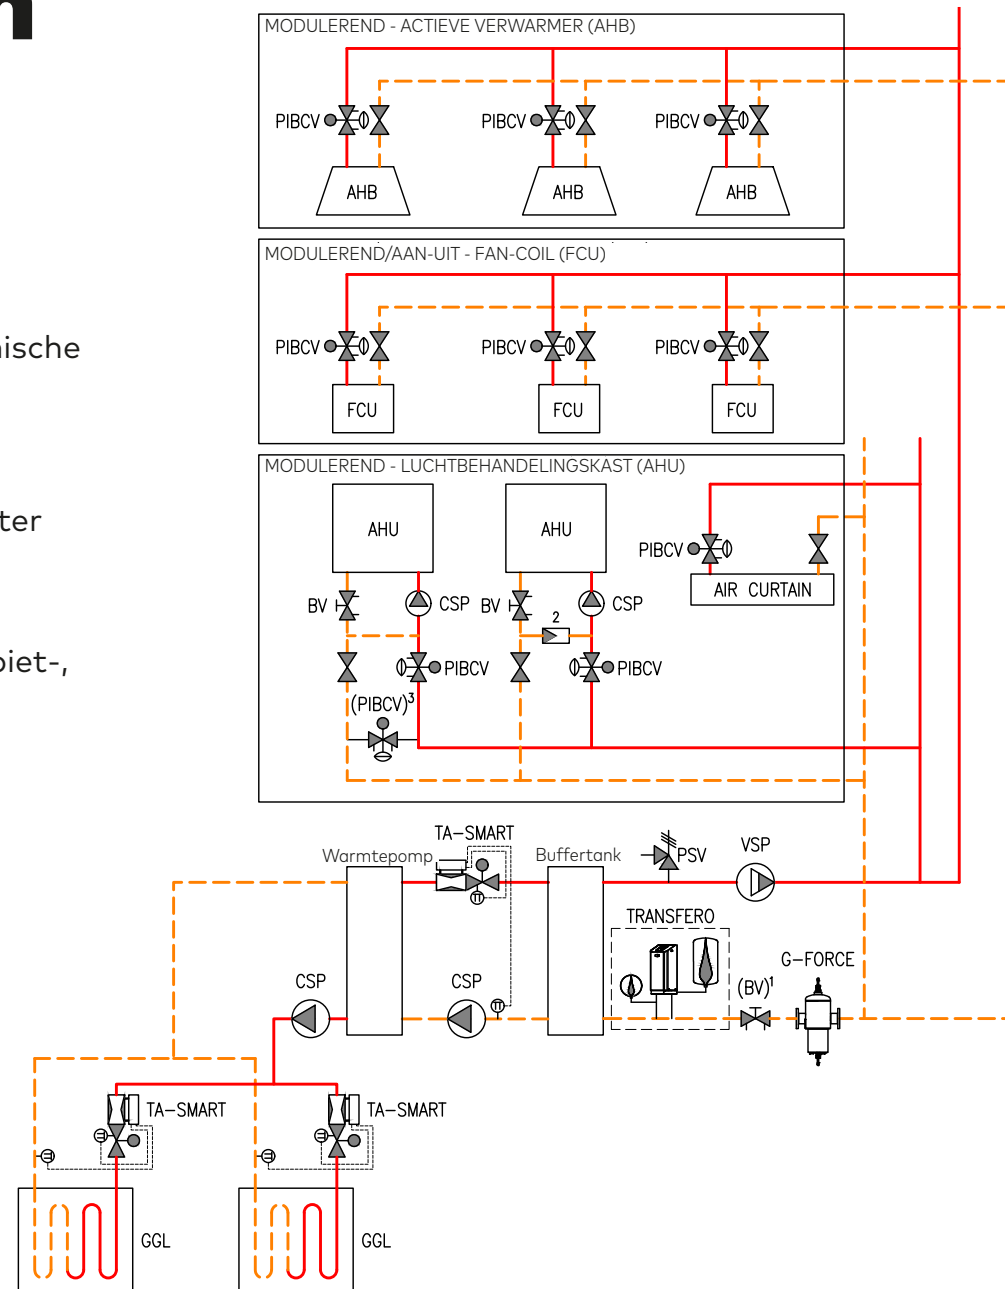 MODULEREND - ACTIEVE VERWARMER (AHB)
PIBCV PIBCV PIBCV
AHB AHB AHB
MODULEREND/AAN-UIT - FAN-COIL (FCU)
PIBCV PIBCV PIBCV
FCU FCU FCU
MODULEREND - LUCHTBEHANDELINGSKAST (AHU)
AHU AHU
PIBCV
AIR CURTAIN
BV CSP BV 2 CSP
PIBCV PIBCV
(PIBCV)³
nische
ter
piet-,
TA-SMART
Warmtepomp Buffertank PSV VSP
TRANSFERO
CSP CSP (BV)¹ G-FORCE
TA-SMART TA-SMART
GGL GGL